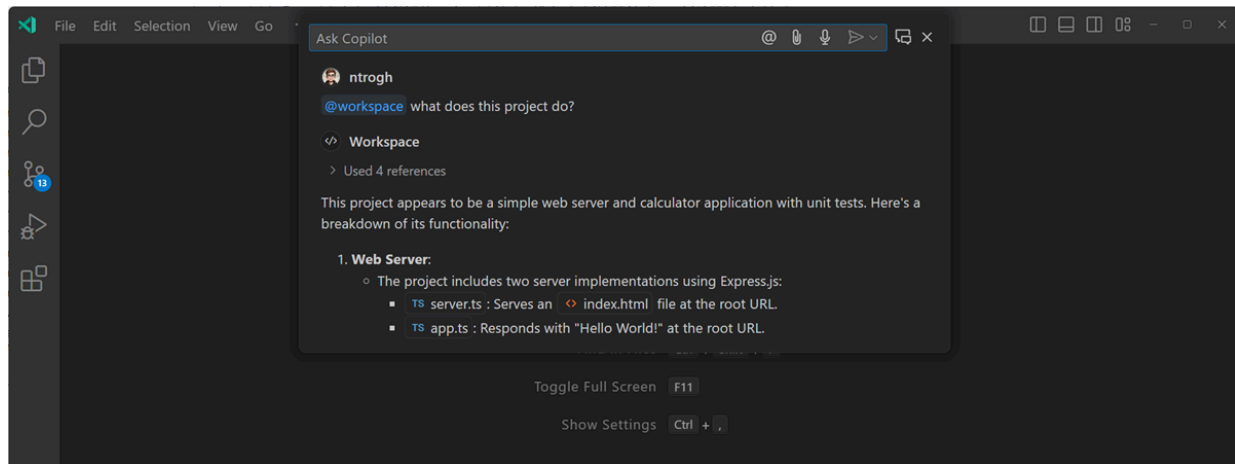 File Edit Selection View Go
Ask Copilot
ntrogh
@workspace what does this project do?
Workspace
Used 4 references
This project appears to be a simple web server and calculator application with unit tests. Here's a
breakdown of its functionality:
1. Web Server:
The project includes two server implementations using Express.js:
TS server.ts : Serves an <> index.html file at the root URL.
TS app.ts : Responds with "Hello World!" at the root URL.
13
Toggle Full Screen F11
Show Settings Ctrl + ,